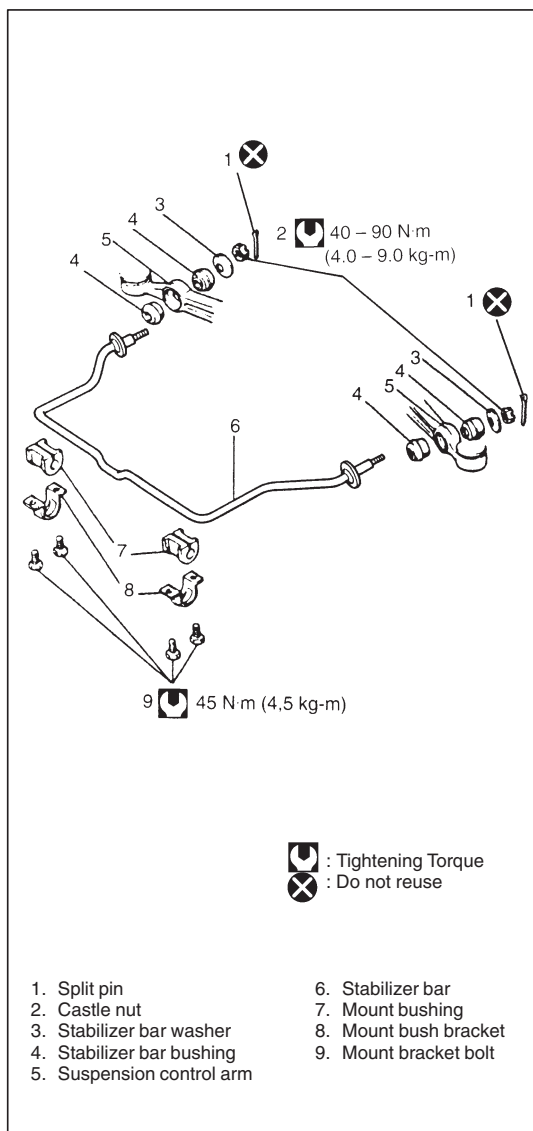 1
3
4
2 40 – 90 N·m
5
(4.0 – 9.0 kg-m)
4
1
3
4
5
4
6
7
8
9 45 N·m (4,5 kg-m)
: Tightening Torque
: Do not reuse
1. Split pin
2. Castle nut
3. Stabilizer bar washer
4. Stabilizer bar bushing
5. Suspension control arm
6. Stabilizer bar
7. Mount bushing
8. Mount bush bracket
9. Mount bracket bolt